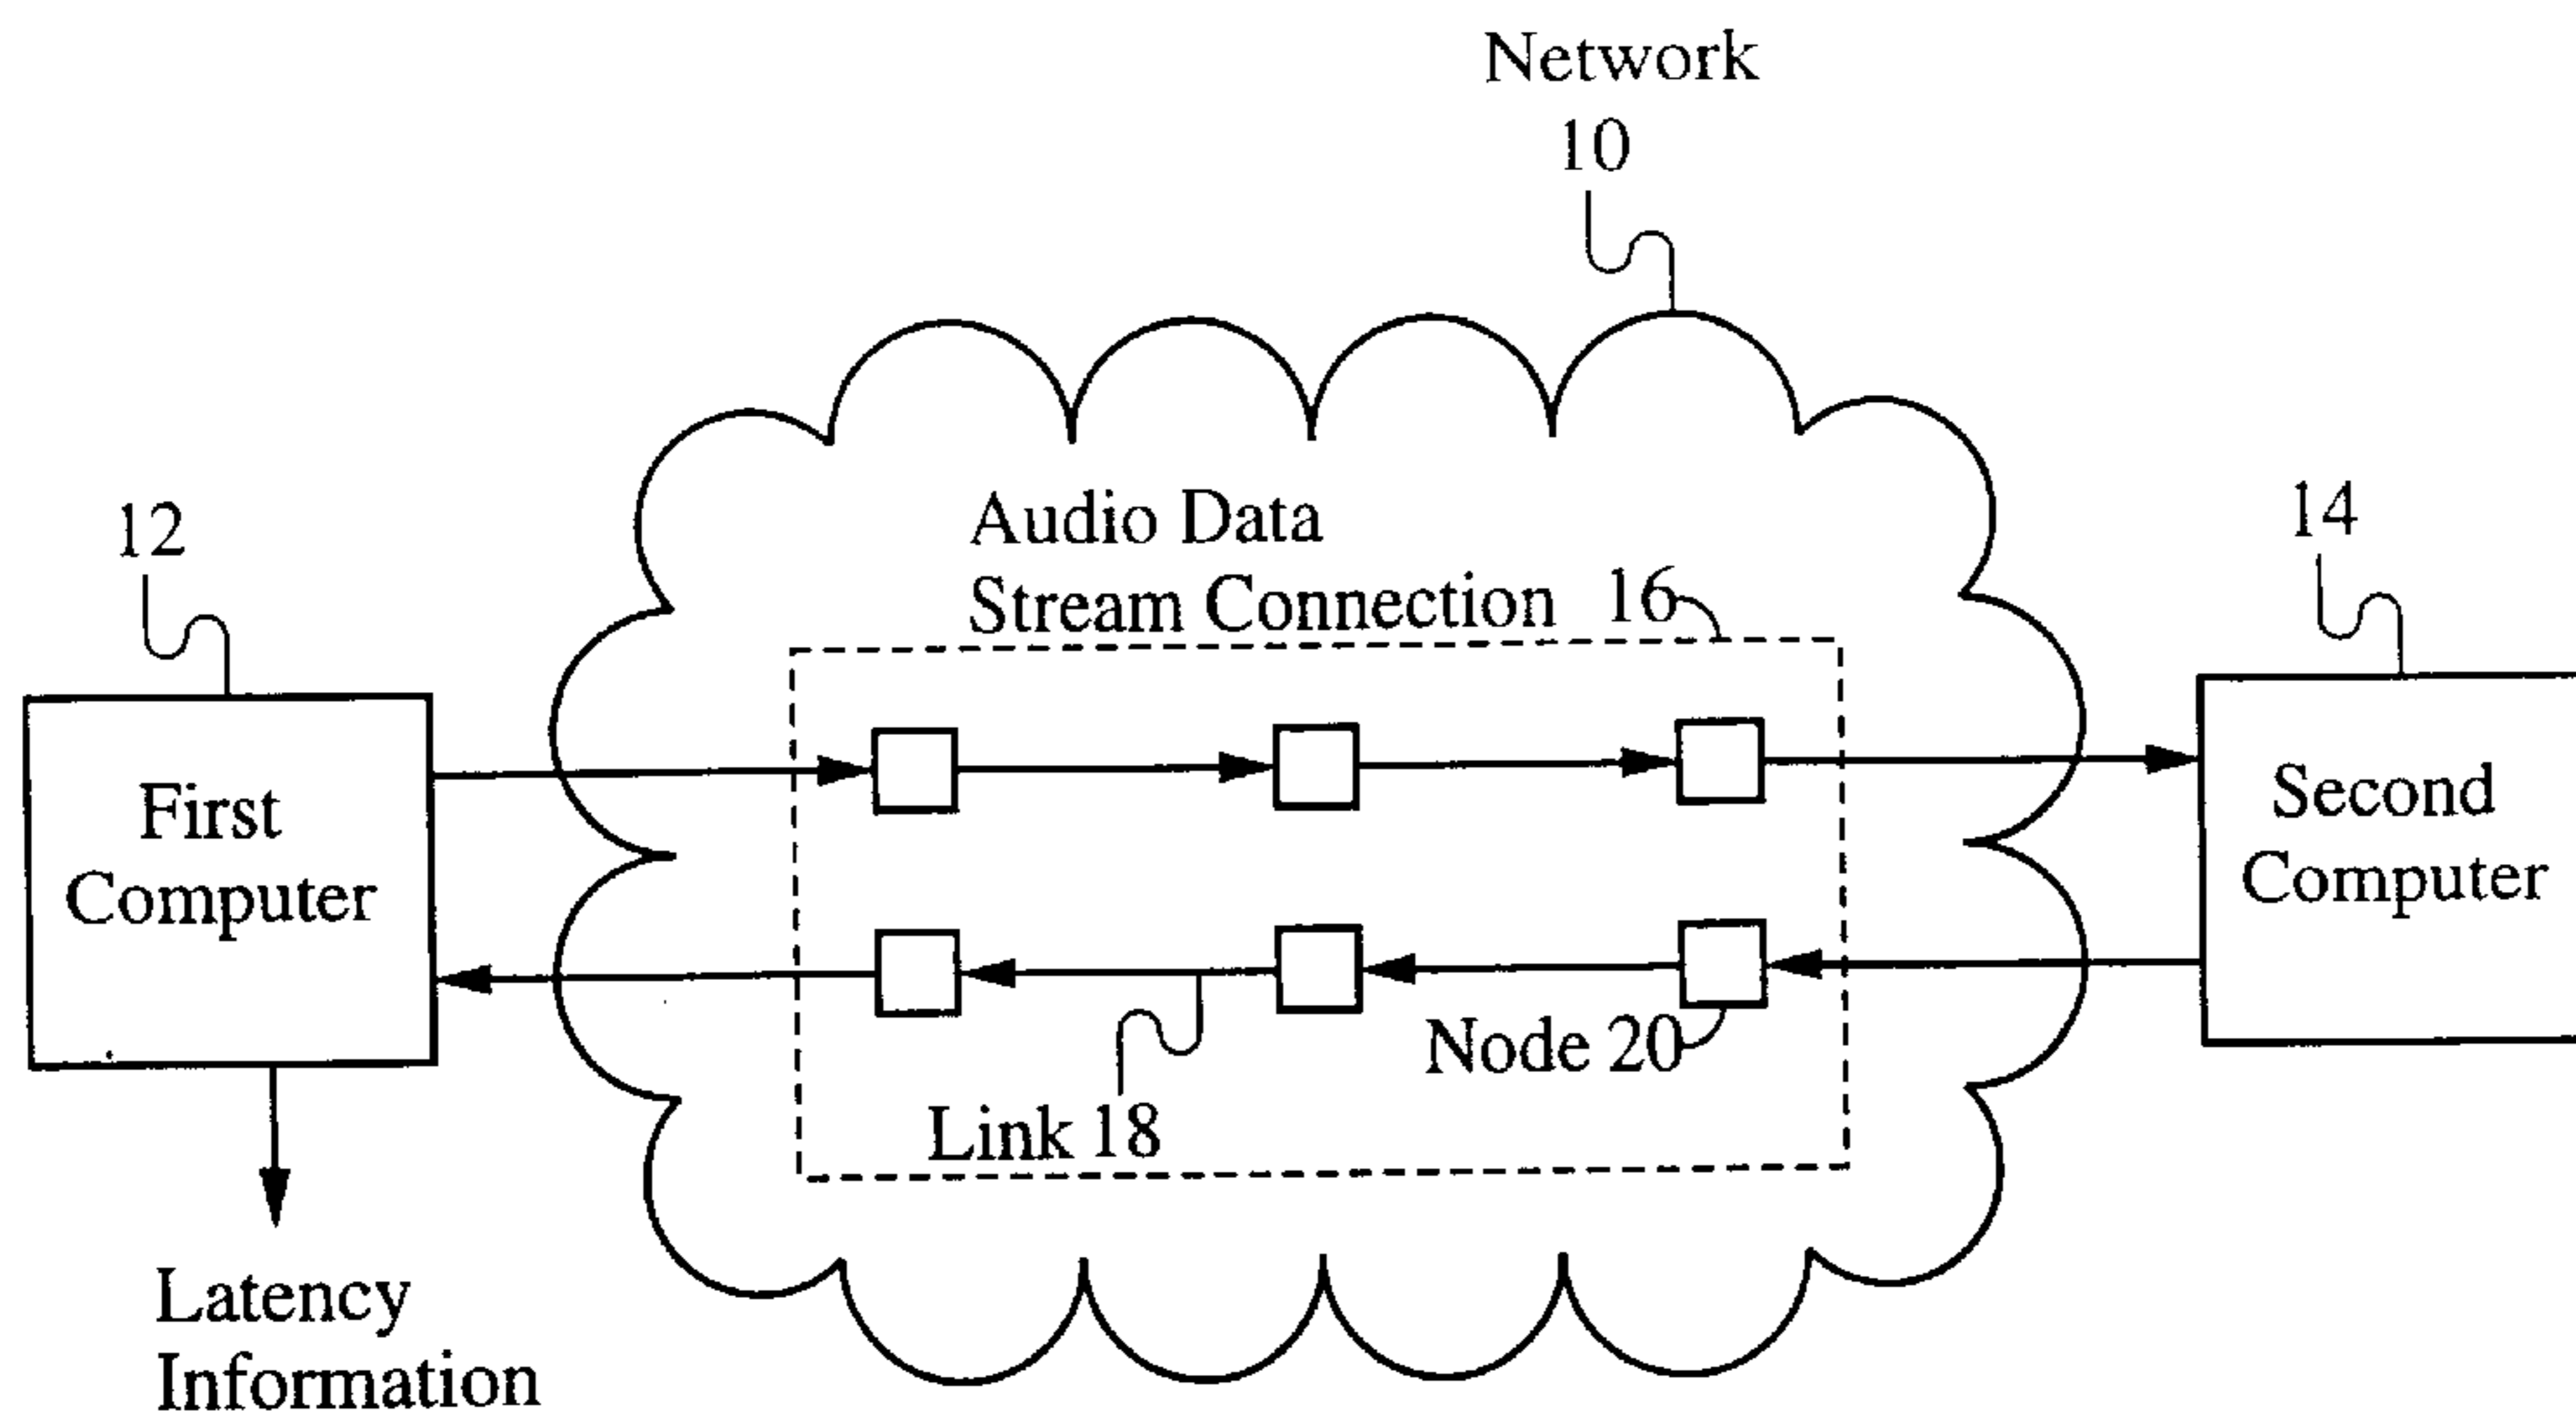 Network
10
12
Audio Data
Stream Connection 16
14
First
Computer
Second
Computer
Node 20
Link 18
Latency
Information